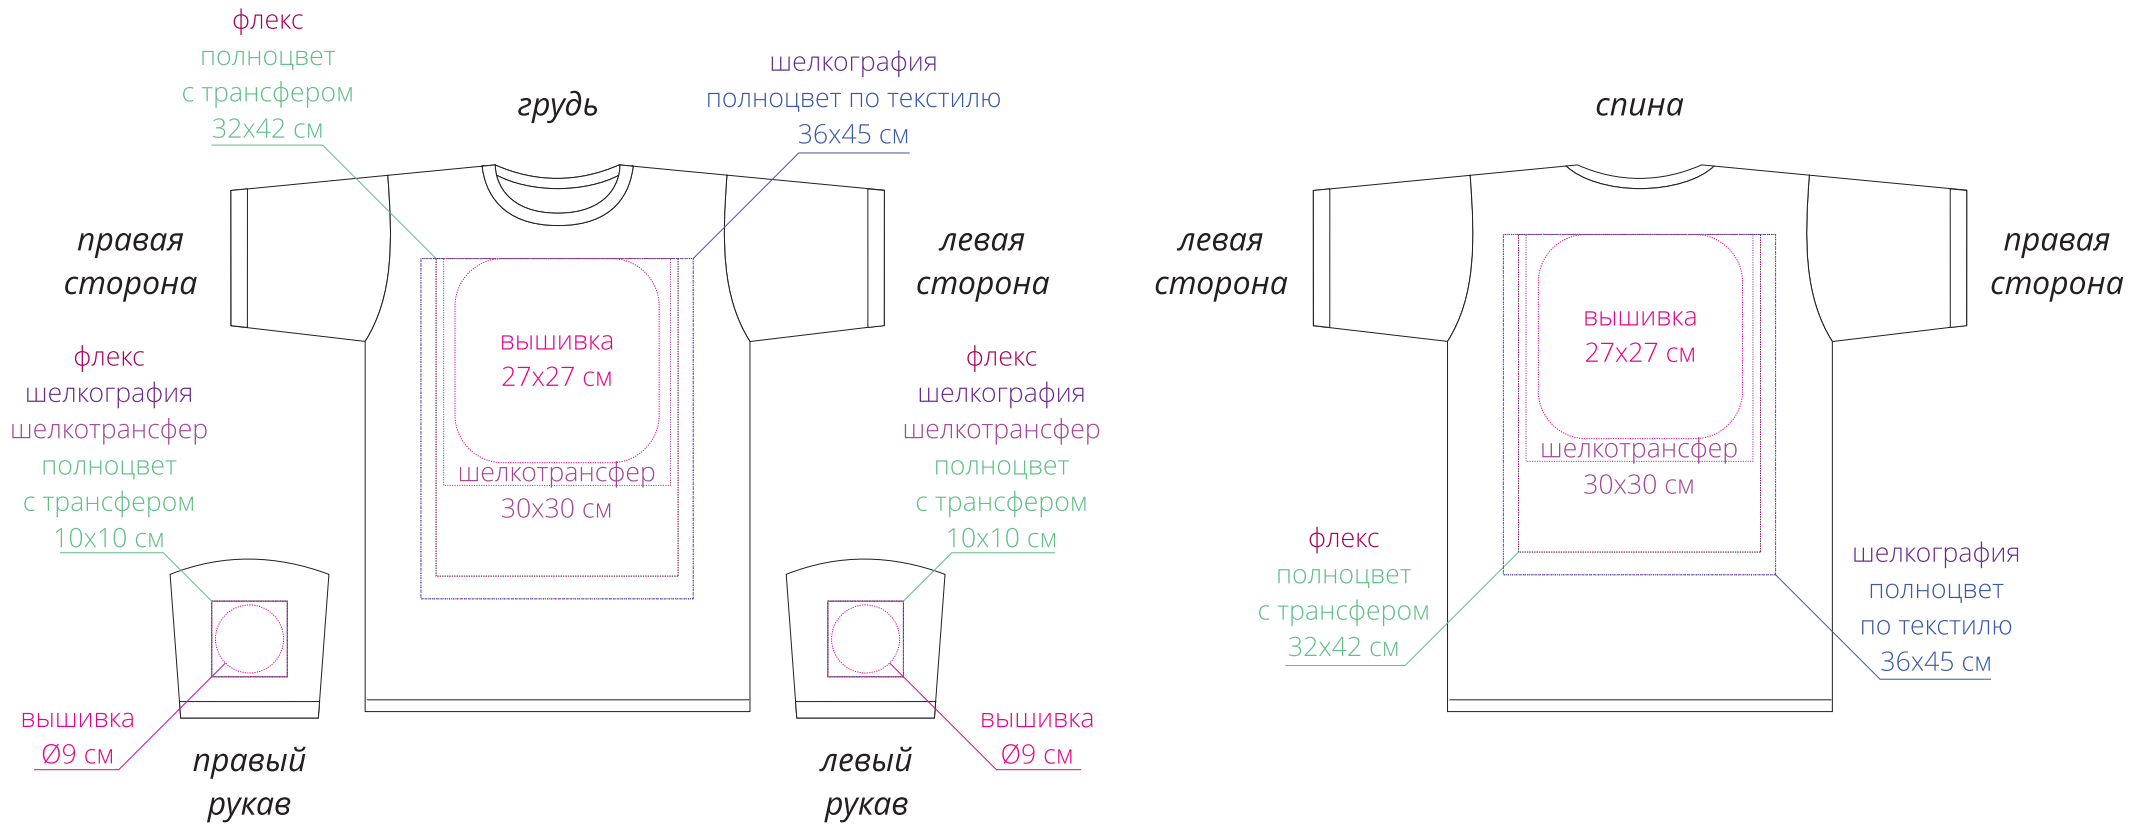 флекс
полноцвет
с трансфером
32x42 см
грудь
шелкография
полноцвет по текстилю
36x45 см
правая
сторона
левая
сторона
вышивка
27x27 см
шелкотрансфер
30x30 см
флекс
шелкография
шелкотрансфер
полноцвет
с трансфером
10x10 см
флекс
шелкография
шелкотрансфер
полноцвет
с трансфером
10x10 см
вышивка
Ø9 см
правый
рукав
вышивка
Ø9 см
левый
рукав
спина
левая
сторона
правая
сторона
вышивка
27x27 см
шелкотрансфер
30x30 см
флекс
полноцвет
с трансфером
32x42 см
шелкография
полноцвет
по текстилю
36x45 см